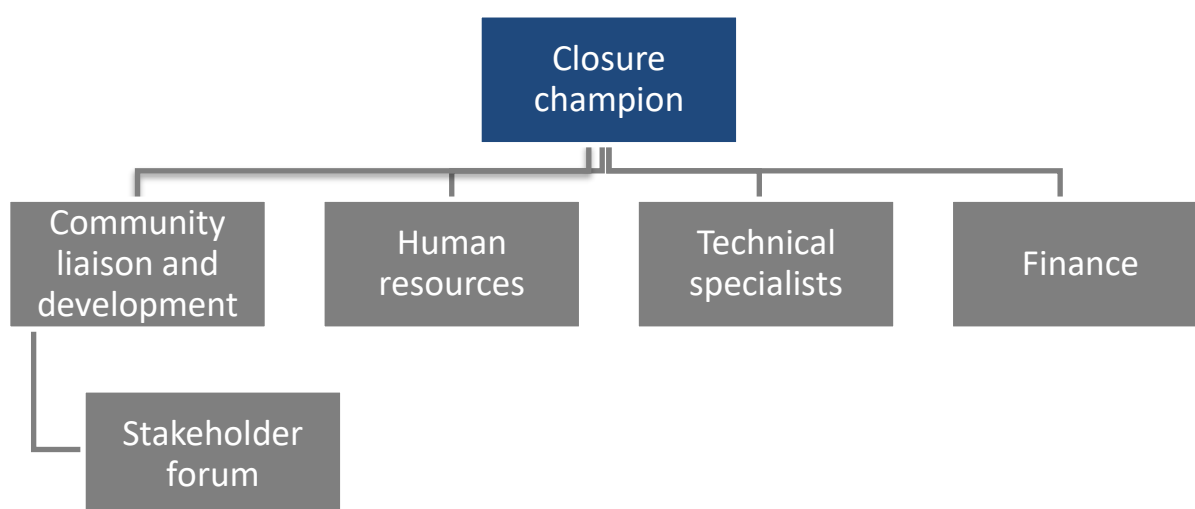 Closure
champion
Community
liaison and
development
Human
resources
Technical
specialists
Finance
Stakeholder
forum